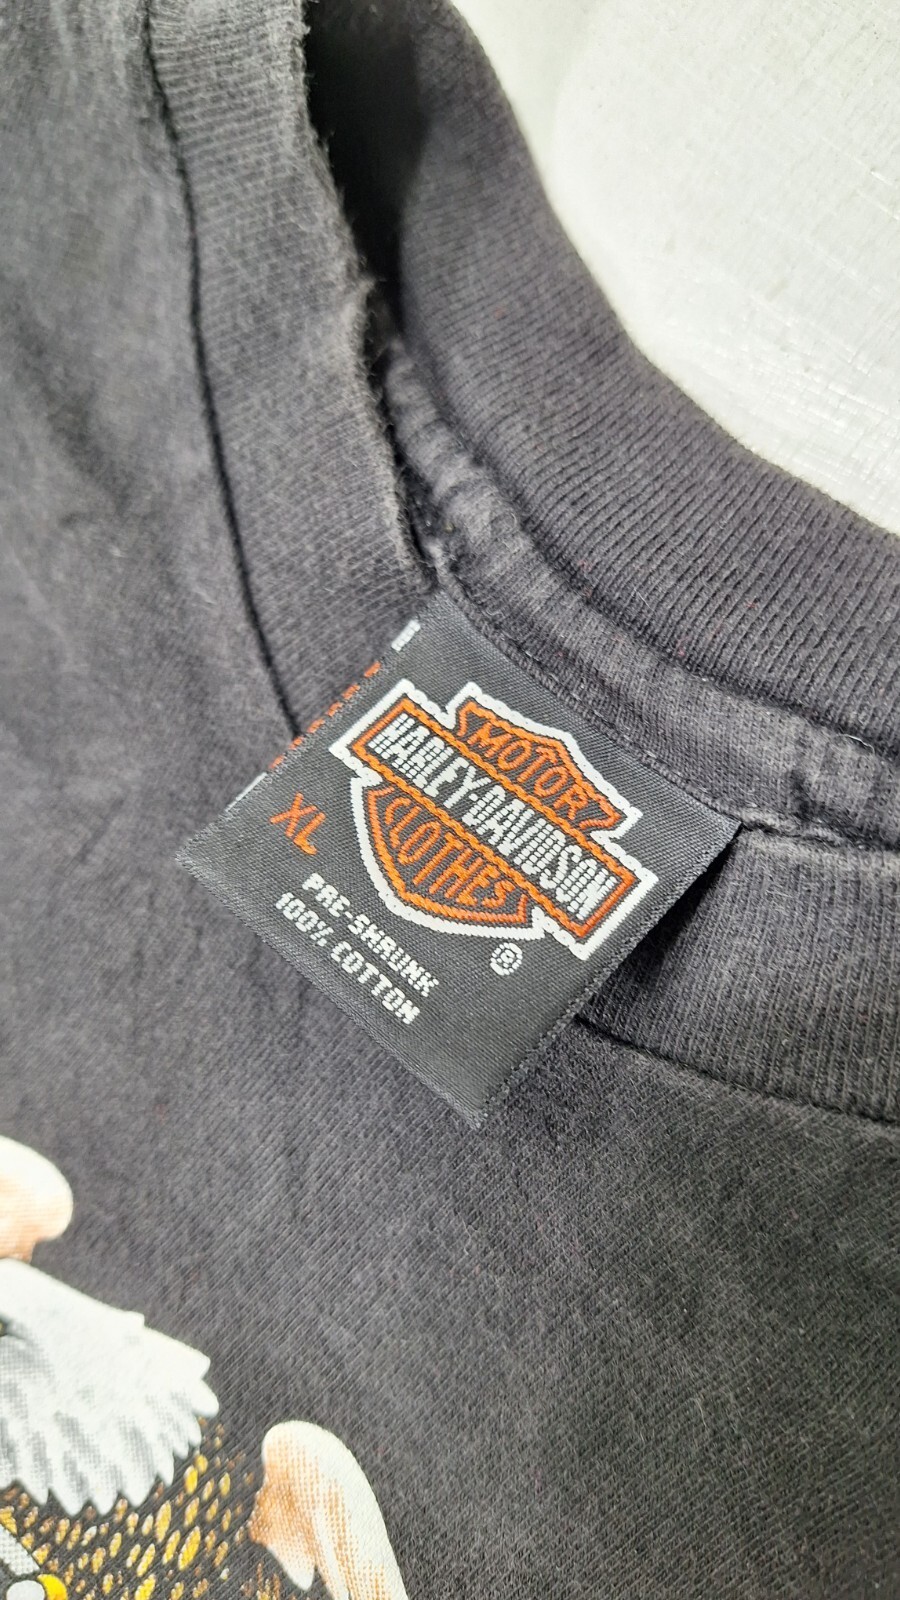 MOTOR
HARLEY-DAVIDSON
CLOTHES
®
XL
PRE-SHRUNK
100% COTTON